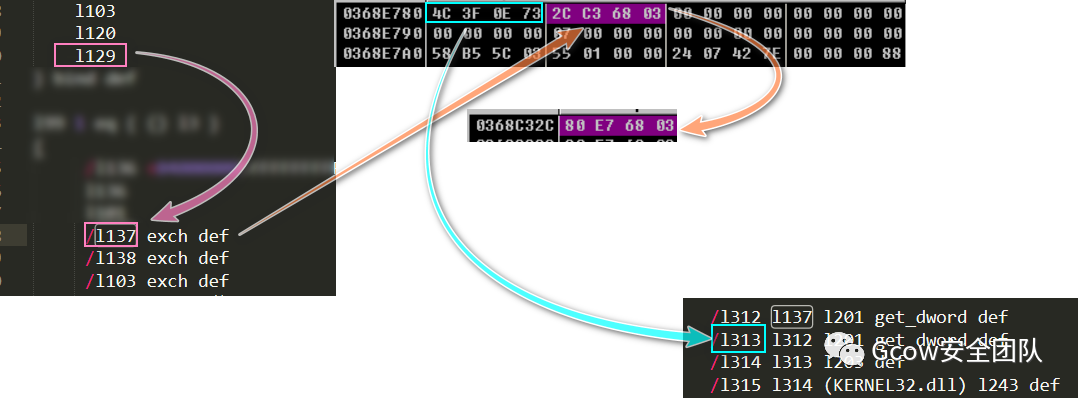 l103
l120
l129
/l137 exch def
/l138 exch def
/l103 exch def
0368E780 4C 3F 0E 73 2C C3 68 03 00 00 00 00 00 00 00 00
0368E790 00 00 00 00 07 00 00 00 00 00 00 00 00 00 00 00
0368E7A0 58 B5 5C 03 55 01 00 00 24 07 42 7E 00 00 00 88
0368C32C 80 E7 68 03
/l312 l137 l201 get_dword def
/l313 l312 l201 get_dword def
/l314 l313 l203 def
/l315 l314 (KERNEL32.dll) l243 def
Gcow安全团队